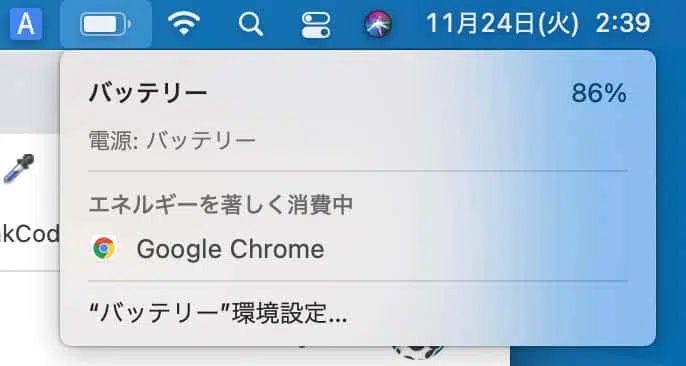 A 11月24日(火) 2:39
バッテリー 86%
電源: バッテリー
エネルギーを著しく消費中
kCod
Google Chrome
“バッテリー”環境設定...